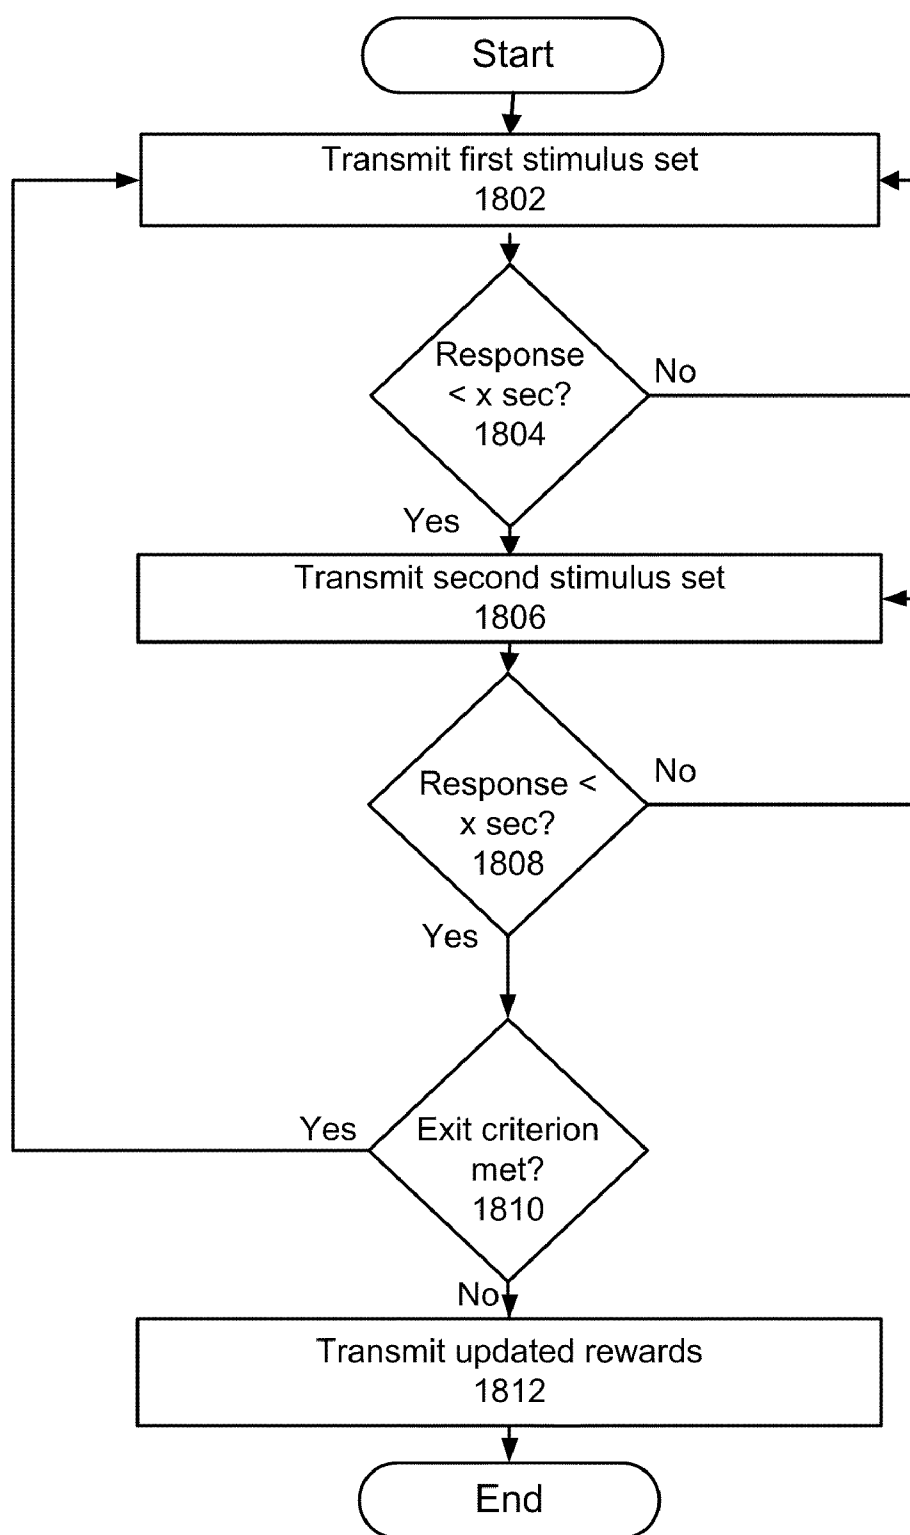 Start
Transmit first stimulus set
1802
Response
< x sec?
1804
No
Yes
Transmit second stimulus set
1806
Response <
x sec?
1808
No
Yes
Exit criterion
met?
1810
Yes
No
Transmit updated rewards
1812
End